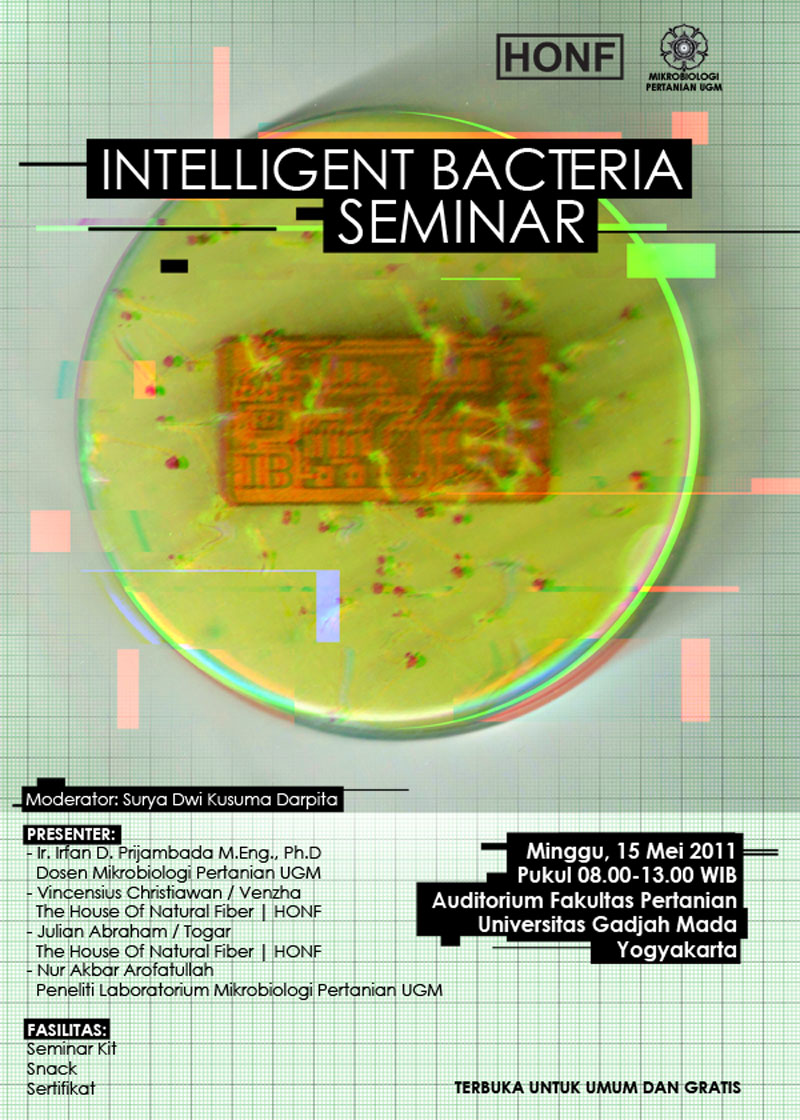 HONF
MIKROBIOLOGI
PERTANIAN UGM
INTELLIGENT BACTERIA
SEMINAR
Moderator: Surya Dwi Kusuma Darpita
PRESENTER:
- Ir. Irfan D. Prijambada M.Eng., Ph.D
Dosen Mikrobiologi Pertanian UGM
- Vincensius Christiawan / Venzha
The House Of Natural Fiber | HONF
- Julian Abraham / Togar
The House Of Natural Fiber | HONF
- Nur Akbar Arofatullah
Peneliti Laboratorium Mikrobiologi Pertanian UGM
FASILITAS:
Seminar Kit
Snack
Sertifikat
Minggu, 15 Mei 2011
Pukul 08.00-13.00 WIB
Auditorium Fakultas Pertanian
Universitas Gadjah Mada
Yogyakarta
TERBUKA UNTUK UMUM DAN GRATIS